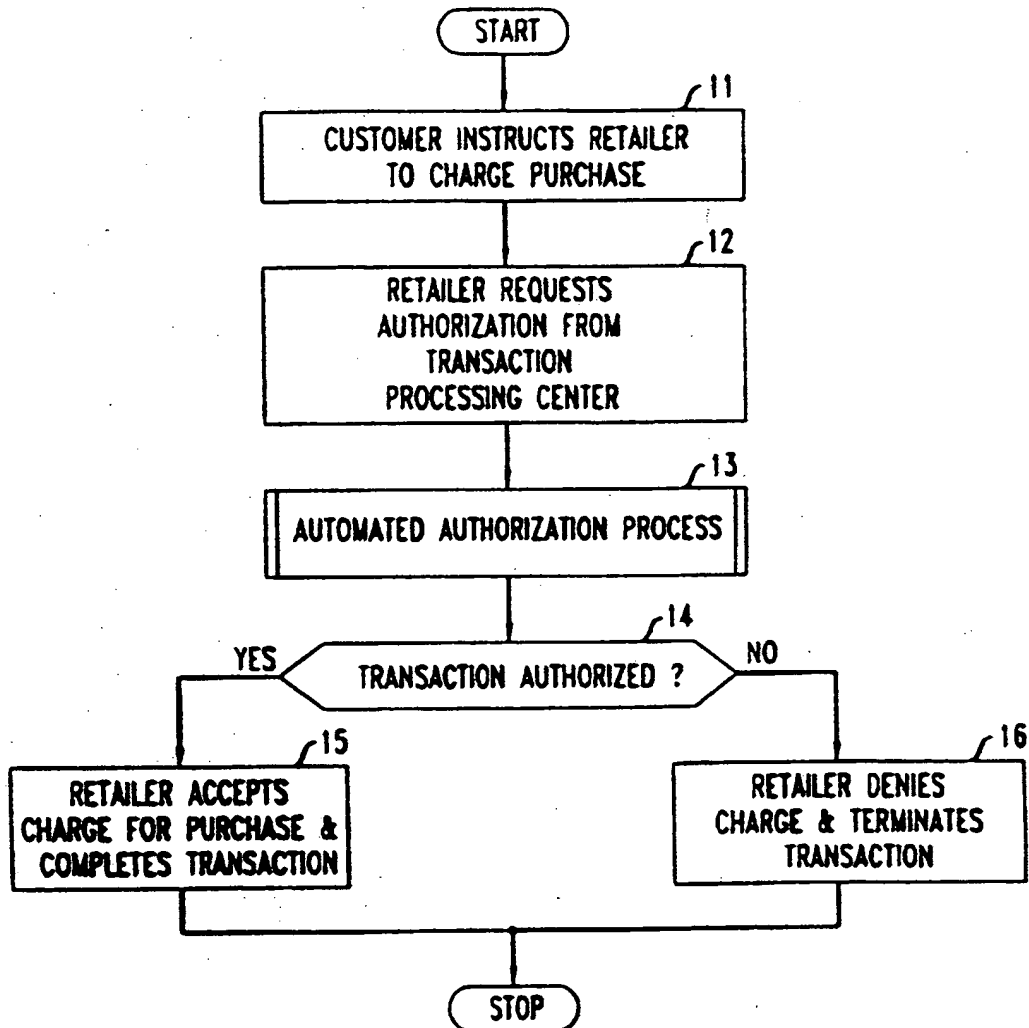 START
11
CUSTOMER INSTRUCTS RETAILER
TO CHARGE PURCHASE
12
RETAILER REQUESTS
AUTHORIZATION FROM
TRANSACTION
PROCESSING CENTER
13
AUTOMATED AUTHORIZATION PROCESS
14
YES
TRANSACTION AUTHORIZED ?
NO
15
RETAILER ACCEPTS
CHARGE FOR PURCHASE &
COMPLETES TRANSACTION
16
RETAILER DENIES
CHARGE & TERMINATES
TRANSACTION
STOP